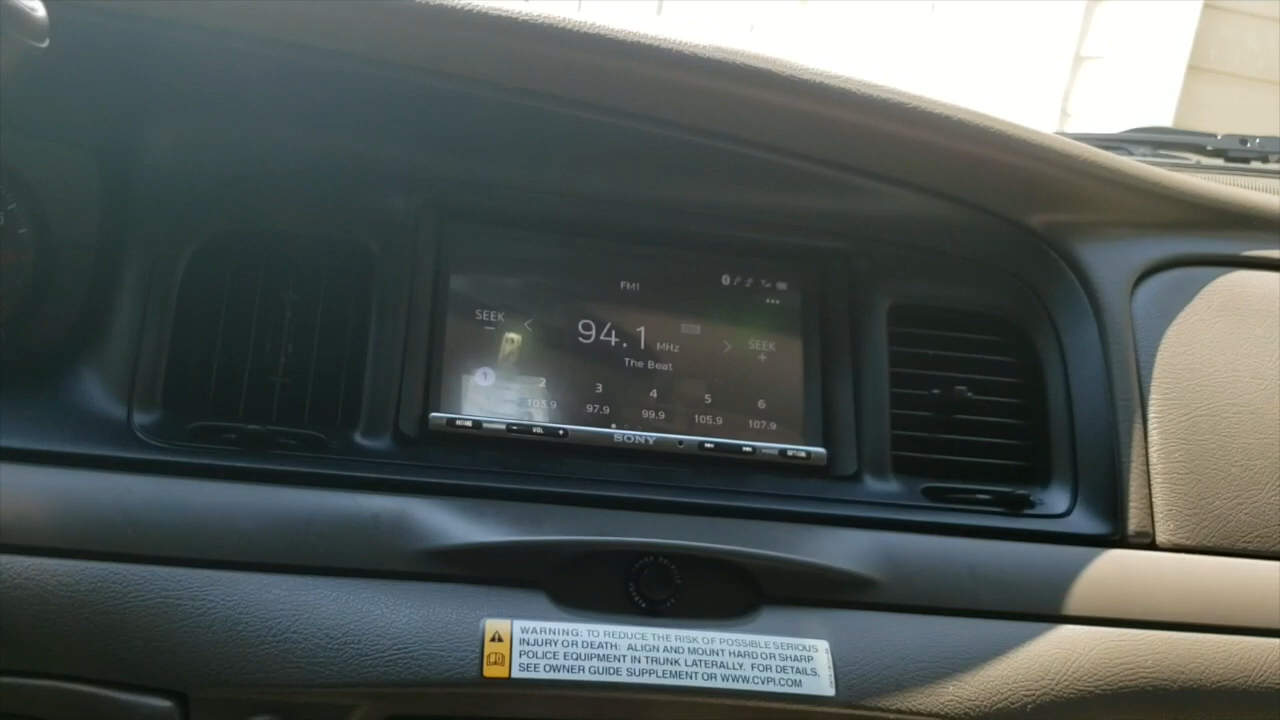 FM1
SEEK
94.1 MHz
SEEK
−
+
The Beat
1 2 3 4 5 6
103.9 97.9 99.9 105.9 107.9
HOME − VOL + SONY OPTION
WARNING: TO REDUCE THE RISK OF POSSIBLE SERIOUS
INJURY OR DEATH: ALIGN AND MOUNT HARD OR SHARP
POLICE EQUIPMENT IN TRUNK LATERALLY. FOR DETAILS,
SEE OWNER GUIDE SUPPLEMENT OR WWW.CVPI.COM